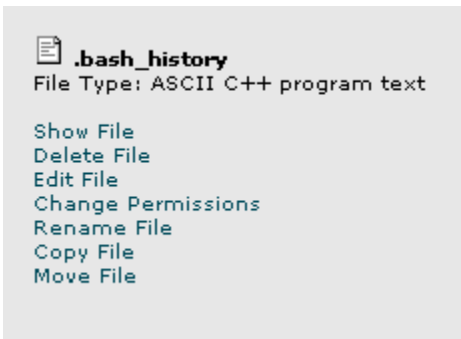 .bash_history
File Type: ASCII C++ program text
Show File
Delete File
Edit File
Change Permissions
Rename File
Copy File
Move File